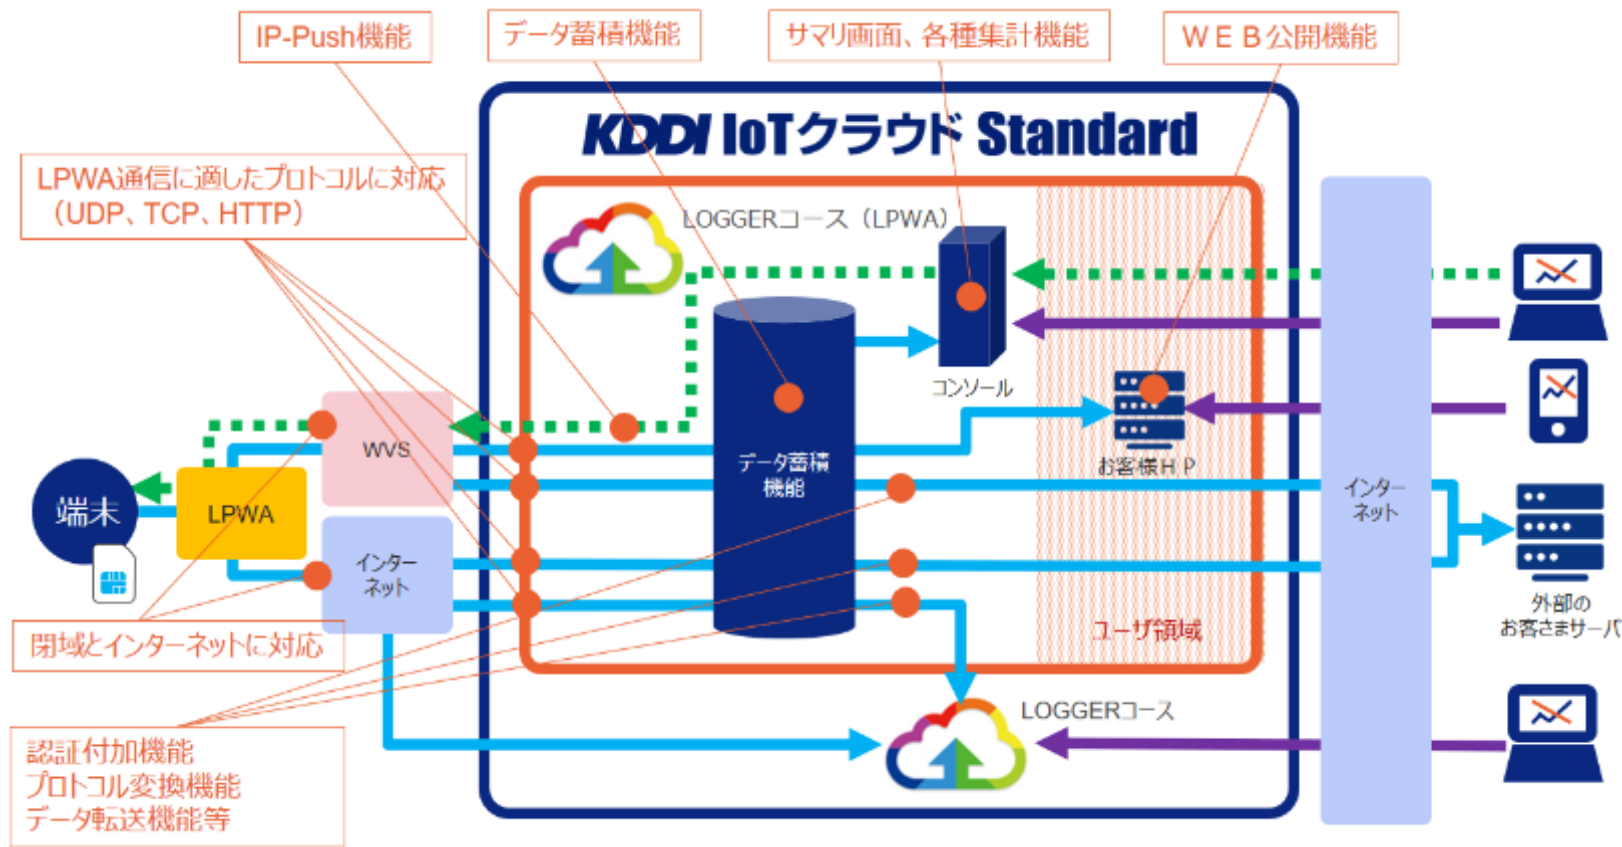 IP-Push機能
データ蓄積機能
サマリ画面、各種集計機能
ＷＥＢ公開機能
KDDI IoTクラウド Standard
LPWA通信に適したプロトコルに対応
（UDP、TCP、HTTP）
LOGGERコース（LPWA）
コンソール
WVS
データ蓄積
機能
お客様ＨＰ
インター
ネット
端末
LPWA
インター
ネット
外部の
お客さまサーバ
閉域とインターネットに対応
ユーザ領域
LOGGERコース
認証付加機能
プロトコル変換機能
データ転送機能等